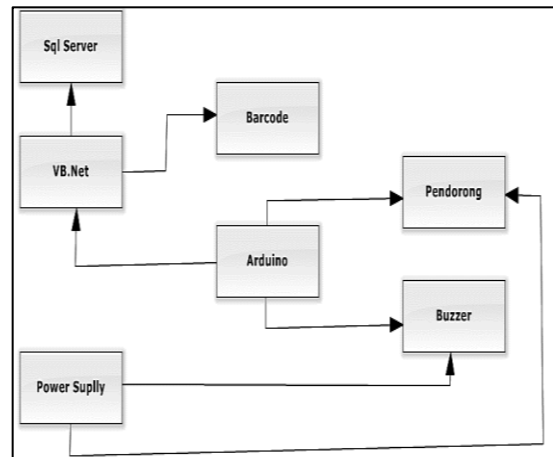 Sql Server
Barcode
VB.Net
Pendorong
Arduino
Buzzer
Power Suplly